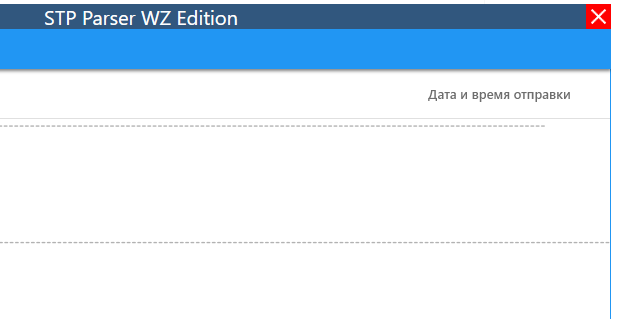 STP Parser WZ Edition
Дата и время отправки